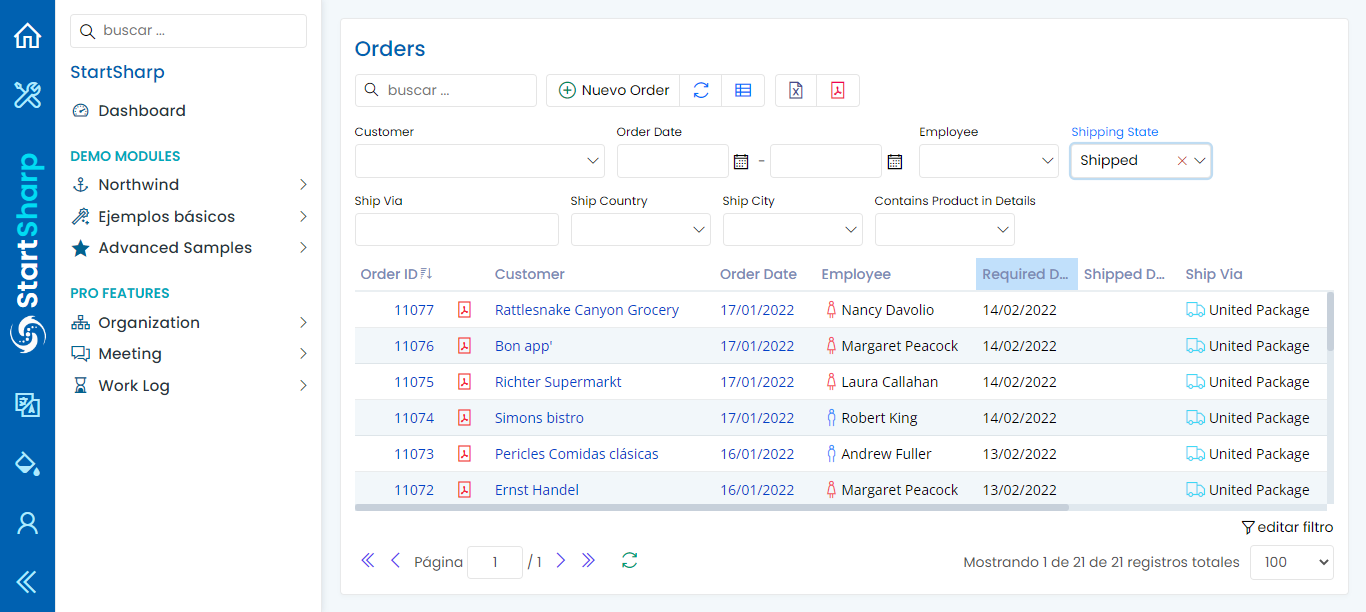 StartSharp
buscar ...
StartSharp
Dashboard
DEMO MODULES
Northwind
Ejemplos básicos
Advanced Samples
PRO FEATURES
Organization
Meeting
Work Log
Orders
buscar ...
Nuevo Order
Customer
Order Date
Employee
Shipping State
-
Shipped
Ship Via
Ship Country
Ship City
Contains Product in Details
Order ID Customer Order Date Employee Required D... Shipped D... Ship Via
11077 Rattlesnake Canyon Grocery 17/01/2022 Nancy Davolio 14/02/2022 United Package
11076 Bon app' 17/01/2022 Margaret Peacock 14/02/2022 United Package
11075 Richter Supermarkt 17/01/2022 Laura Callahan 14/02/2022 United Package
11074 Simons bistro 17/01/2022 Robert King 14/02/2022 United Package
11073 Pericles Comidas clásicas 16/01/2022 Andrew Fuller 13/02/2022 United Package
11072 Ernst Handel 16/01/2022 Margaret Peacock 13/02/2022 United Package
editar filtro
Página 1 / 1 Mostrando 1 de 21 de 21 registros totales 100